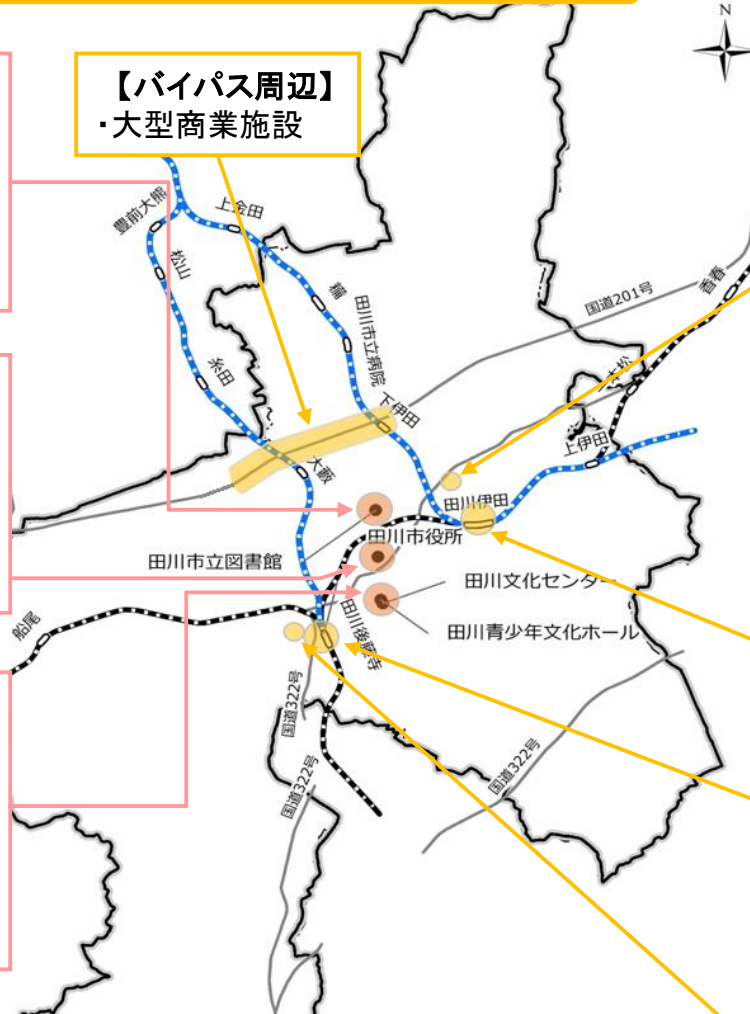 N
【バイパス周辺】
・大型商業施設
豊前大熊
上金田
松山
糒
田川市立病院
糸田
下伊田
大藪
国道201号
香春
一本松
上伊田
田川伊田
田川市役所
田川市立図書館
田川文化センター
田川青少年文化ホール
船尾
田川後藤寺
国道322号
国道322号
国道322号